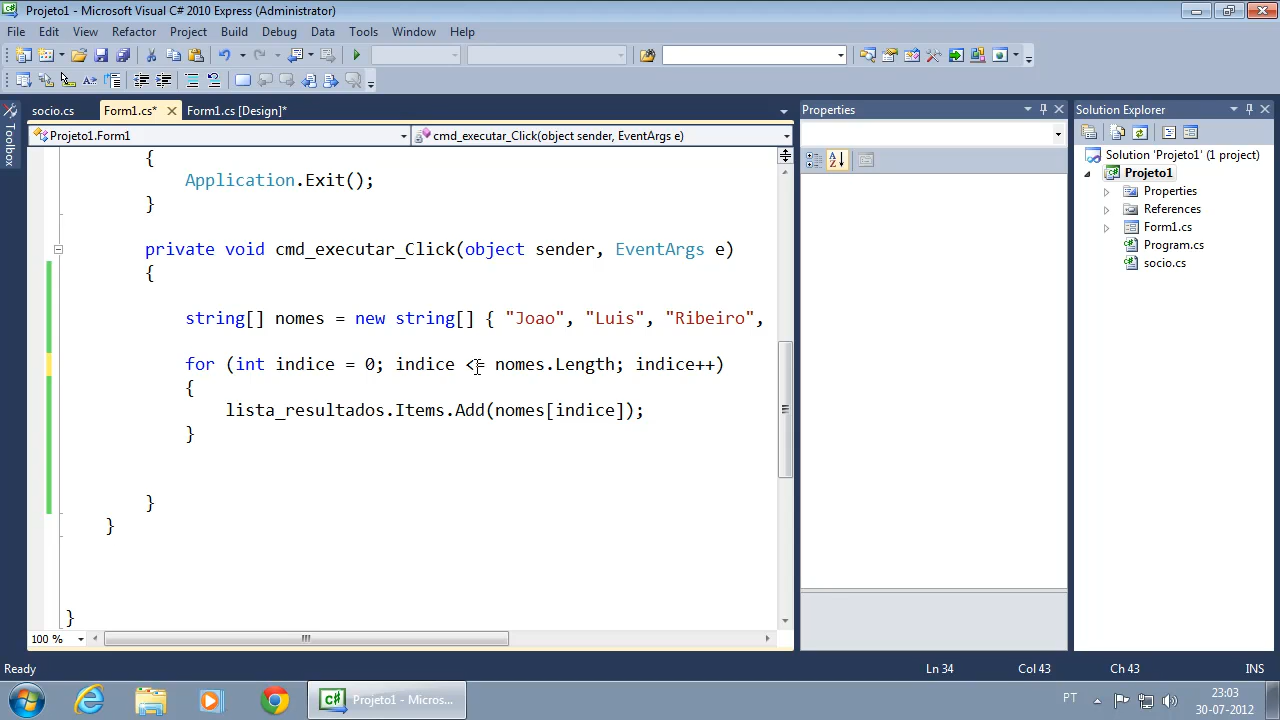 Projeto1 - Microsoft Visual C# 2010 Express (Administrator)
File Edit View Refactor Project Build Debug Data Tools Window Help
socio.cs Form1.cs* Form1.cs [Design]*
Toolbox
Projeto1.Form1 cmd_executar_Click(object sender, EventArgs e)
{
Application.Exit();
}
private void cmd_executar_Click(object sender, EventArgs e)
{
string[] nomes = new string[] { "Joao", "Luis", "Ribeiro",
for (int indice = 0; indice <= nomes.Length; indice++)
{
lista_resultados.Items.Add(nomes[indice]);
}
}
}
}
100 %
Properties
Solution Explorer
Solution 'Projeto1' (1 project)
Projeto1
Properties
References
Form1.cs
Program.cs
socio.cs
Ready Ln 34 Col 43 Ch 43 INS
Projeto1 - Micros...
PT
23:03
30-07-2012